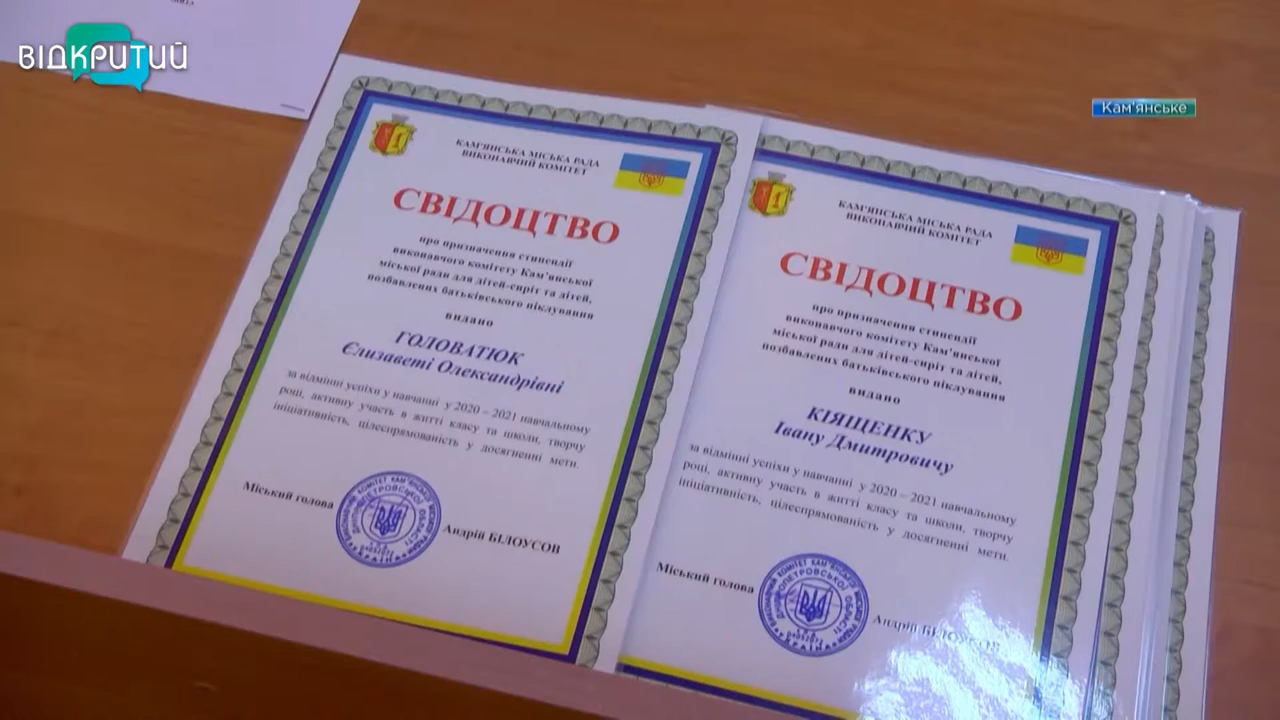 ВІДКРИТИЙ
Кам'янське
КАМ'ЯНСЬКА МІСЬКА РАДА
ВИКОНАВЧИЙ КОМІТЕТ
СВІДОЦТВО
про призначення стипендії
виконавчого комітету Кам'янської
міської ради для дітей-сиріт та дітей,
позбавлених батьківського піклування
видано
ГОЛОВАТЮК
Єлизаветі Олександрівні
за відмінні успіхи у навчанні у 2020 – 2021 навчальному
році, активну участь в житті класу та школи, творчу
ініціативність, цілеспрямованість у досягненні мети.
Міський голова
Андрій БІЛОУСОВ
КАМ'ЯНСЬКА МІСЬКА РАДА
ВИКОНАВЧИЙ КОМІТЕТ
СВІДОЦТВО
про призначення стипендії
виконавчого комітету Кам'янської
міської ради для дітей-сиріт та дітей,
позбавлених батьківського піклування
видано
КІЯЩЕНКУ
Івану Дмитровичу
за відмінні успіхи у навчанні у 2020 – 2021 навчальному
році, активну участь в житті класу та школи, творчу
ініціативність, цілеспрямованість у досягненні мети.
Міський голова
Андрій БІЛОУСОВ